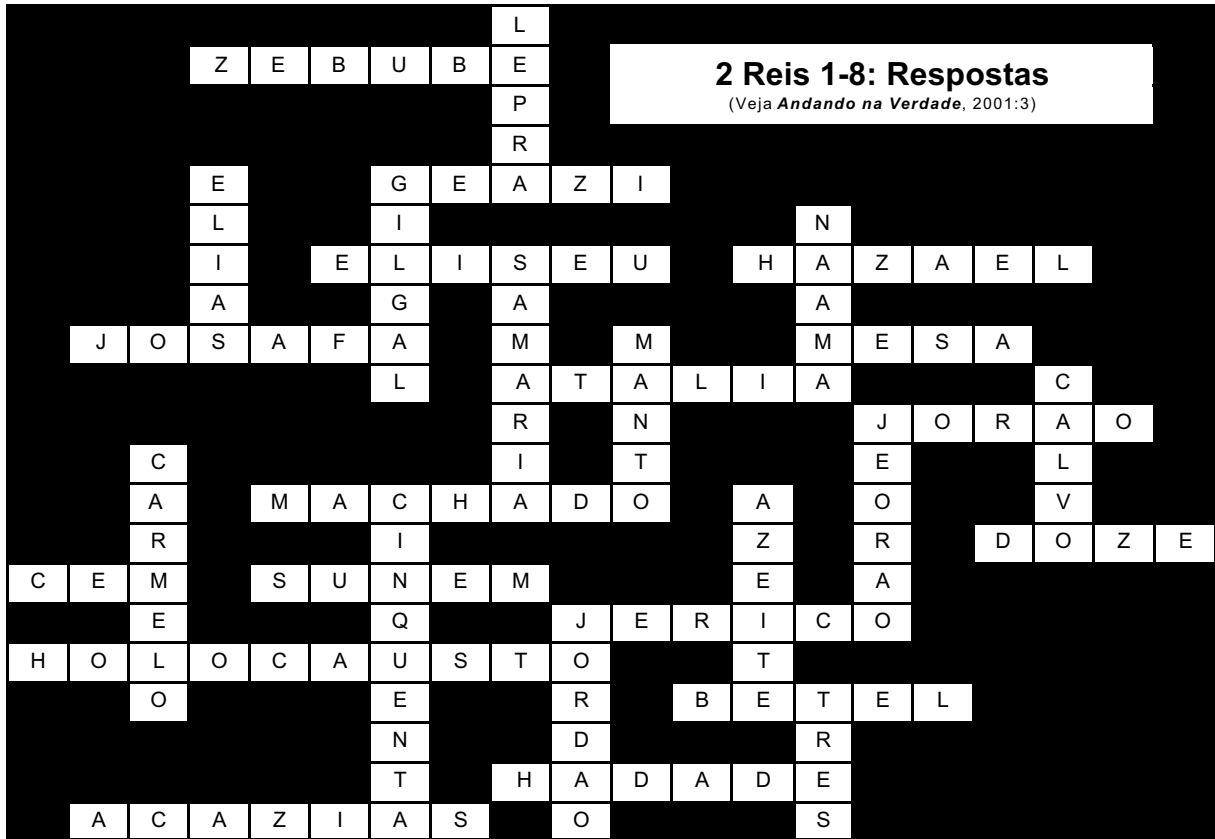 L
Z E B U B E
2 Reis 1-8: Respostas
(Veja Andando na Verdade, 2001:3)
P
R
E G E A Z I
L I N
I E L I S E U H A Z A E L
A G A A
J O S A F A M M M E S A
L A T A L I A C
R N J O R A O
C I T E L
A M A C H A D O A O V
R I Z R D O Z E
C E M S U N E M E A
E Q J E R I C O
H O L O C A U S T O T
O E R B E T E L
N D R
T H A D A D E
A C A Z I A S O S